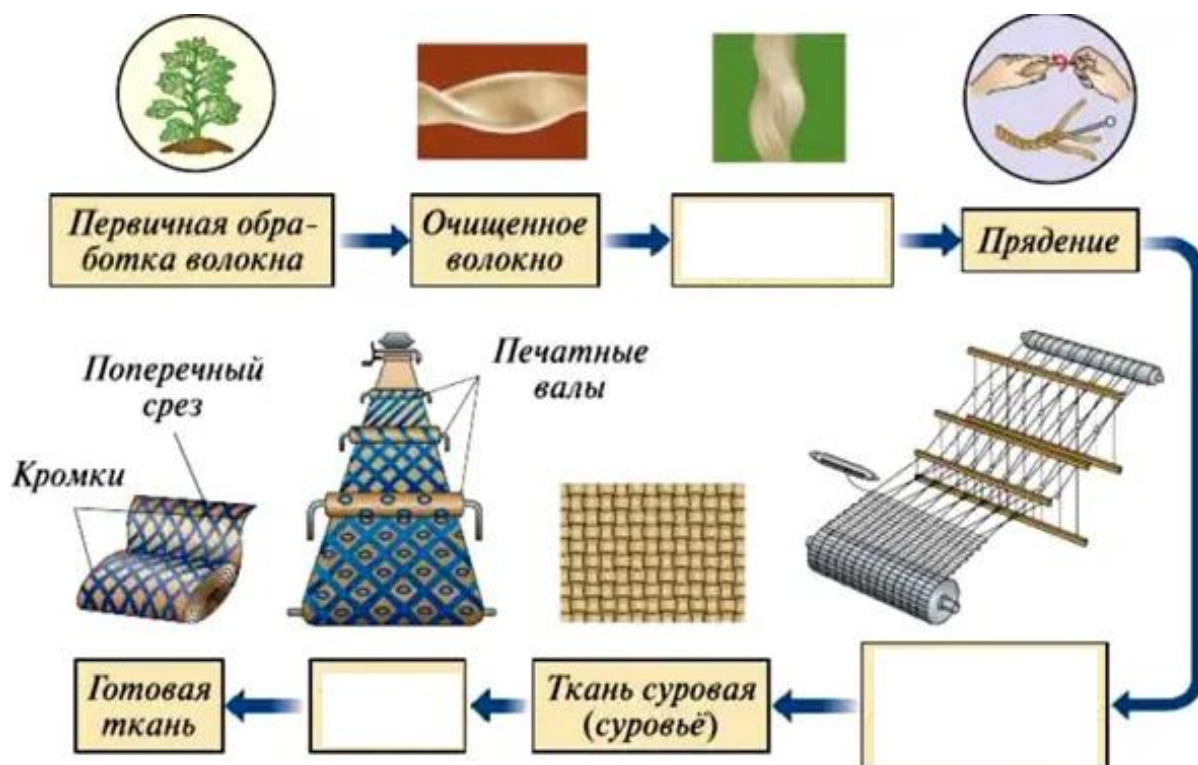 Первичная обра-
ботка волокна
Очищенное
волокно
Прядение
Поперечный
срез
Кромки
Печатные
валы
Готовая
ткань
Ткань суровая
(суровьё)